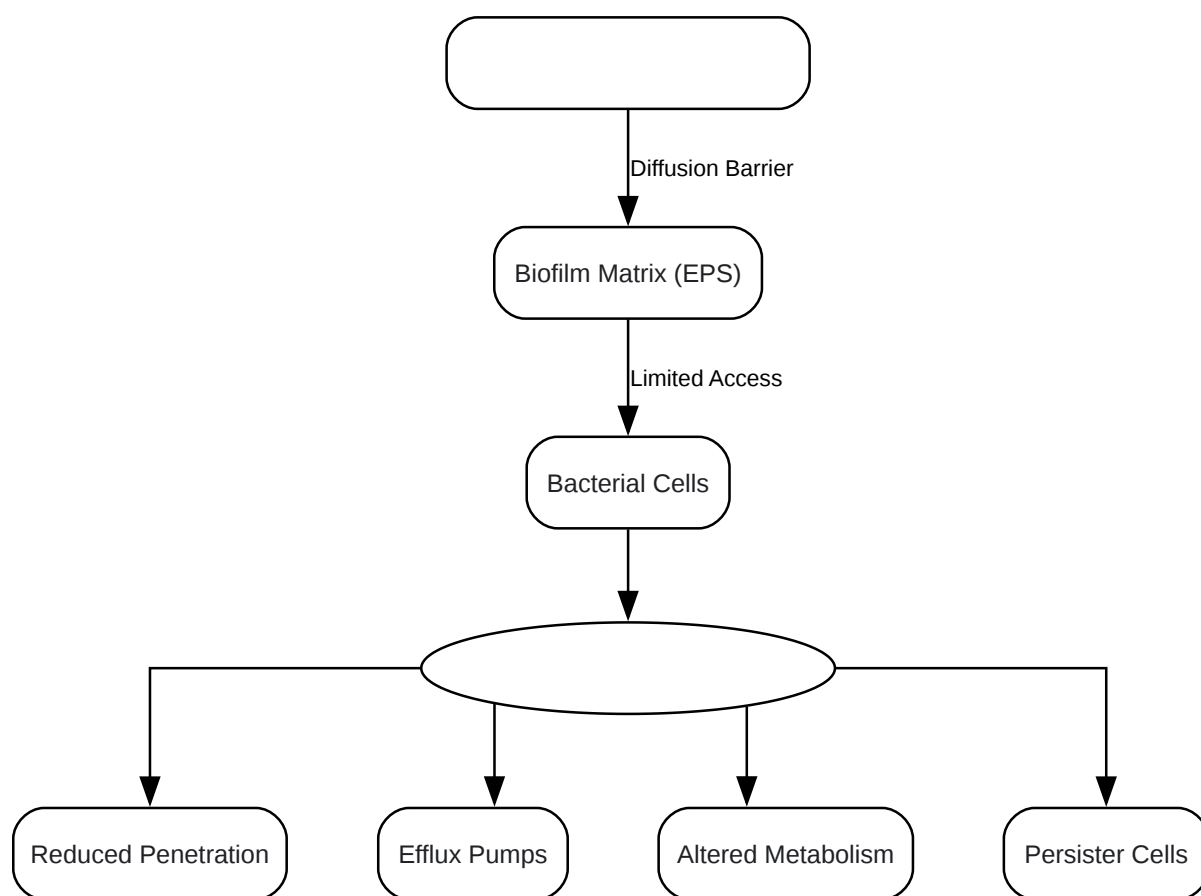 Diffusion Barrier
Biofilm Matrix (EPS)
Limited Access
Bacterial Cells
Reduced Penetration
Efflux Pumps
Altered Metabolism
Persister Cells